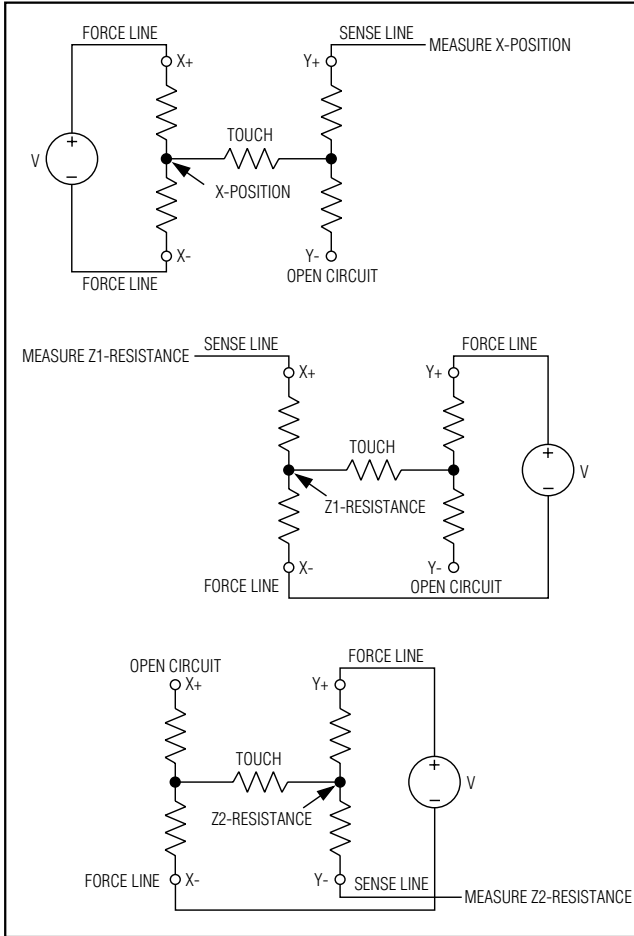 FORCE LINE
SENSE LINE
MEASURE X-POSITION
X+
Y+
TOUCH
V
+
–
X-POSITION
X-
Y-
FORCE LINE
OPEN CIRCUIT
MEASURE Z1-RESISTANCE
SENSE LINE
FORCE LINE
X+
Y+
TOUCH
+
–
V
Z1-RESISTANCE
X-
Y-
FORCE LINE
OPEN CIRCUIT
OPEN CIRCUIT
FORCE LINE
X+
Y+
TOUCH
+
–
V
Z2-RESISTANCE
FORCE LINE
X-
Y-
SENSE LINE
MEASURE Z2-RESISTANCE